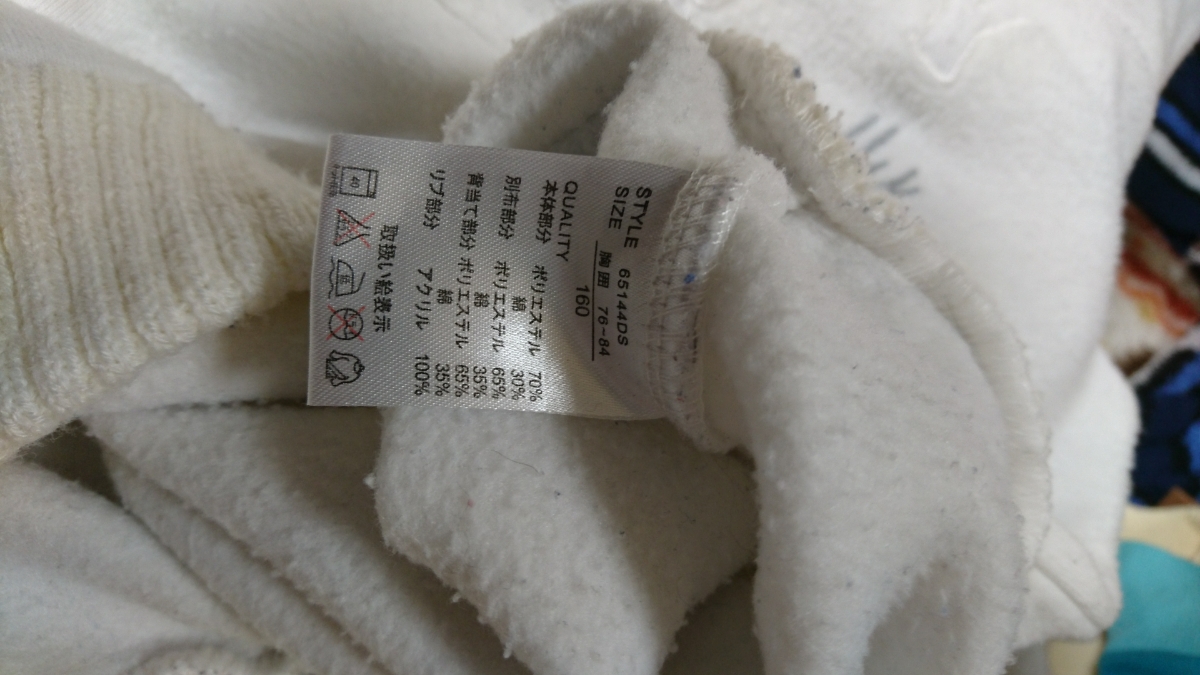 STYLE 65144DS
SIZE 胸囲 76-84
160
QUALITY
本体部分 ポリエステル 70%
綿 30%
別布部分 ポリエステル 65%
綿 35%
背当て部分 ポリエステル 65%
綿 35%
リブ部分 アクリル 100%
取扱い絵表示
40